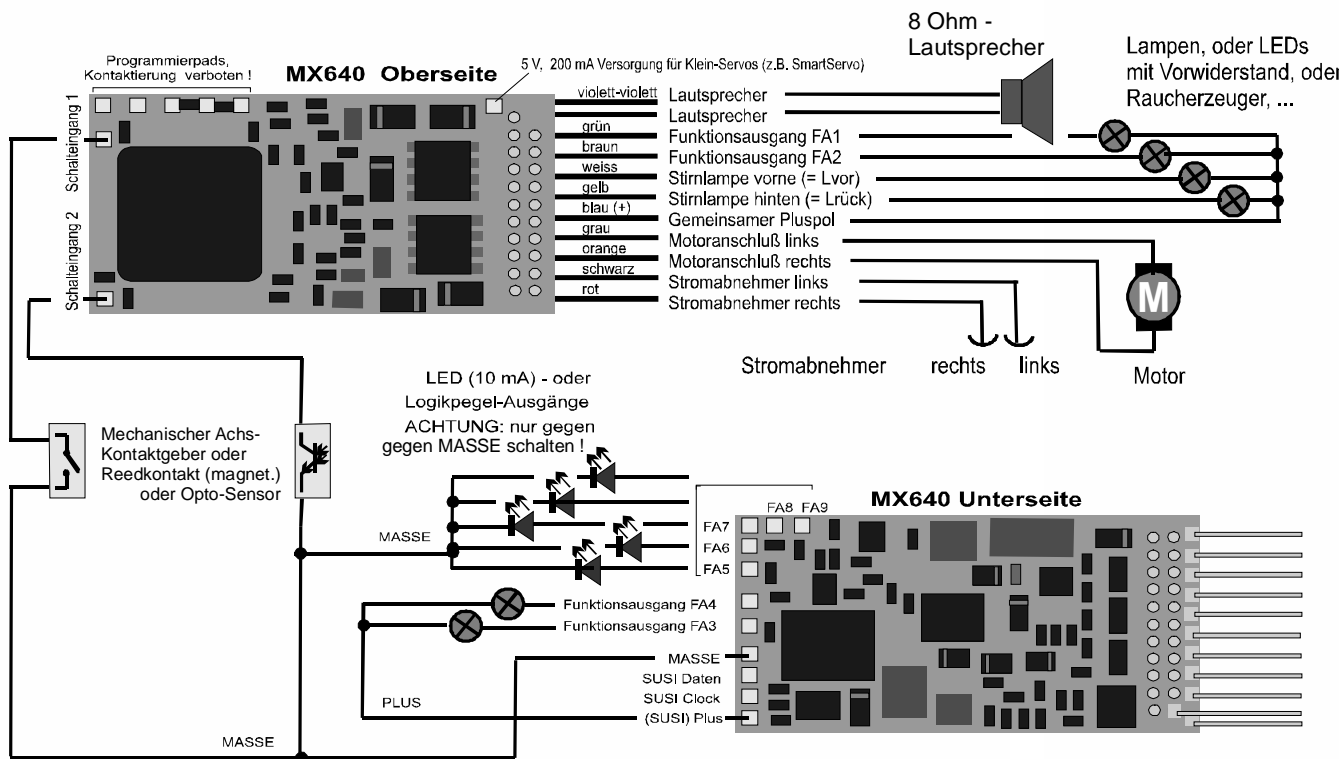 8 Ohm -
Lautsprecher
Lampen, oder LEDs
mit Vorwiderstand, oder
Raucherzeuger, ...
Programmierpads,
Kontaktierung verboten !
MX640 Oberseite
5 V, 200 mA Versorgung für Klein-Servos (z.B. SmartServo)
Schalteingang 1
Schalteingang 2
violett-violett
Lautsprecher
Lautsprecher
grün
Funktionsausgang FA1
braun
Funktionsausgang FA2
weiss
Stirnlampe vorne (= Lvor)
gelb
Stirnlampe hinten (= Lrück)
blau (+)
Gemeinsamer Pluspol
grau
Motoranschluß links
orange
Motoranschluß rechts
schwarz
Stromabnehmer links
rot
Stromabnehmer rechts
M
Stromabnehmer rechts links
Motor
LED (10 mA) - oder
Logikpegel-Ausgänge
ACHTUNG: nur gegen
gegen MASSE schalten !
Mechanischer Achs-
Kontaktgeber oder
Reedkontakt (magnet.)
oder Opto-Sensor
MX640 Unterseite
FA8 FA9
FA7
FA6
FA5
MASSE
Funktionsausgang FA4
Funktionsausgang FA3
MASSE
SUSI Daten
SUSI Clock
(SUSI) Plus
PLUS
MASSE